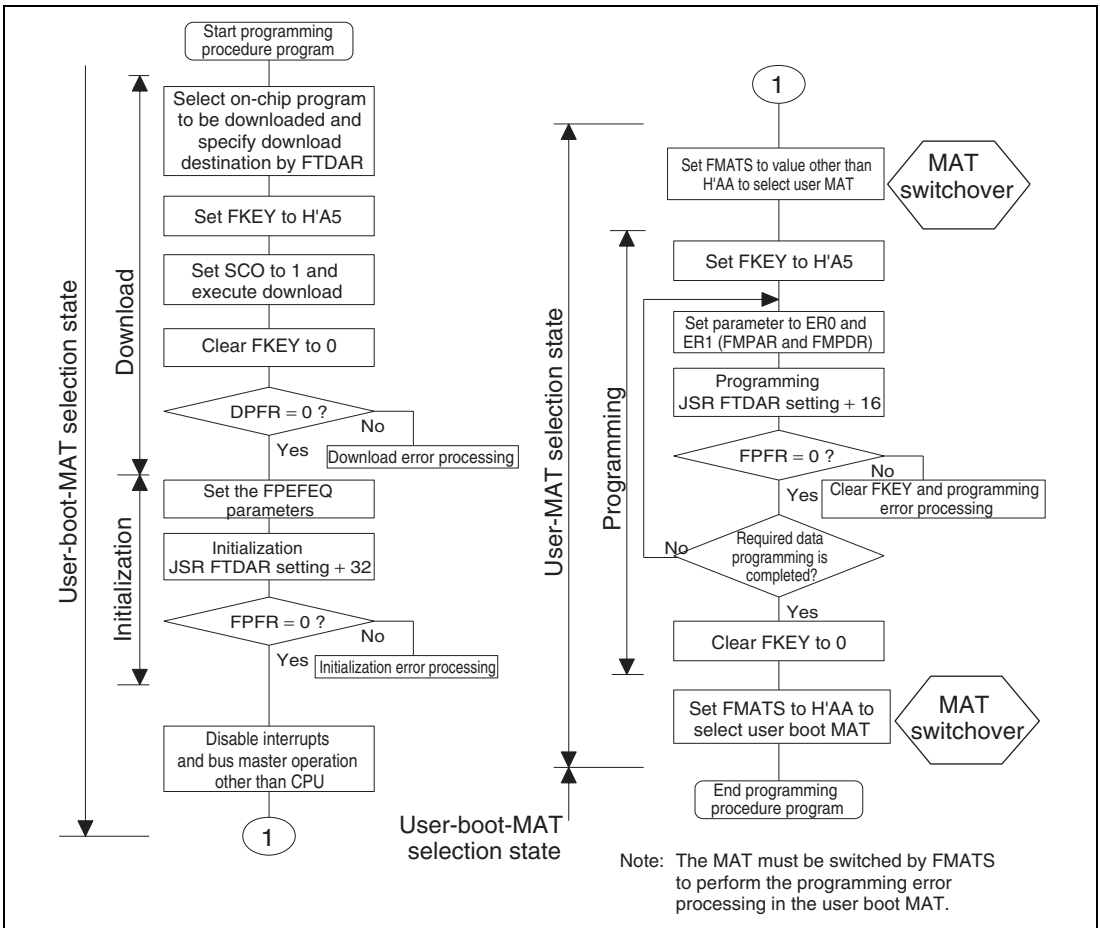 Start programming
procedure program
Select on-chip program
to be downloaded and
specify download
destination by FTDAR
Set FKEY to H'A5
Set SCO to 1 and
execute download
Clear FKEY to 0
DPFR = 0 ?
No
Yes
Download error processing
Set the FPEFEQ
parameters
Initialization
JSR FTDAR setting + 32
FPFR = 0 ?
No
Yes
Initialization error processing
Disable interrupts
and bus master operation
other than CPU
1
User-boot-MAT selection state
Download
Initialization
1
Set FMATS to value other than
H'AA to select user MAT
MAT
switchover
Set FKEY to H'A5
Set parameter to ER0 and
ER1 (FMPAR and FMPDR)
Programming
JSR FTDAR setting + 16
FPFR = 0 ?
No
Yes
Clear FKEY and programming
error processing
Required data
programming is
completed?
No
Yes
Clear FKEY to 0
Set FMATS to H'AA to
select user boot MAT
MAT
switchover
End programming
procedure program
User-MAT selection state
Programming
User-boot-MAT
selection state
Note: The MAT must be switched by FMATS
to perform the programming error
processing in the user boot MAT.